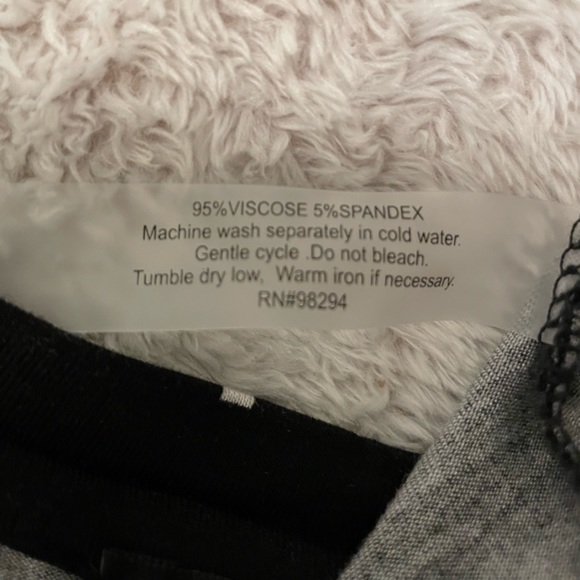 95%VISCOSE 5%SPANDEX
Machine wash separately in cold water.
Gentle cycle .Do not bleach.
Tumble dry low, Warm iron if necessary.
RN#98294